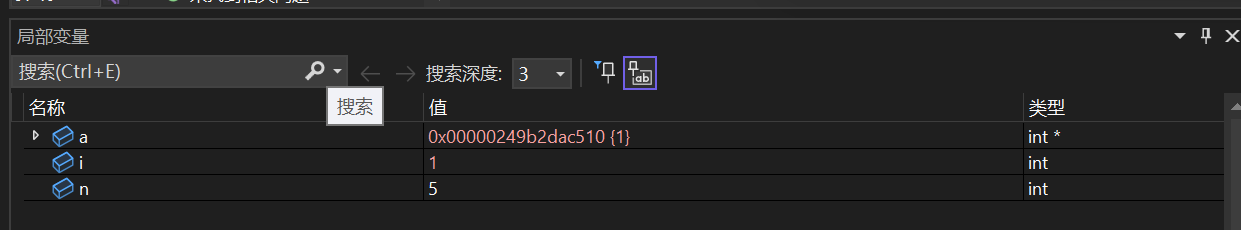 局部变量
搜索(Ctrl+E) 搜索深度: 3
搜索
名称 值 类型
a 0x00000249b2dac510 {1} int *
i 1 int
n 5 int